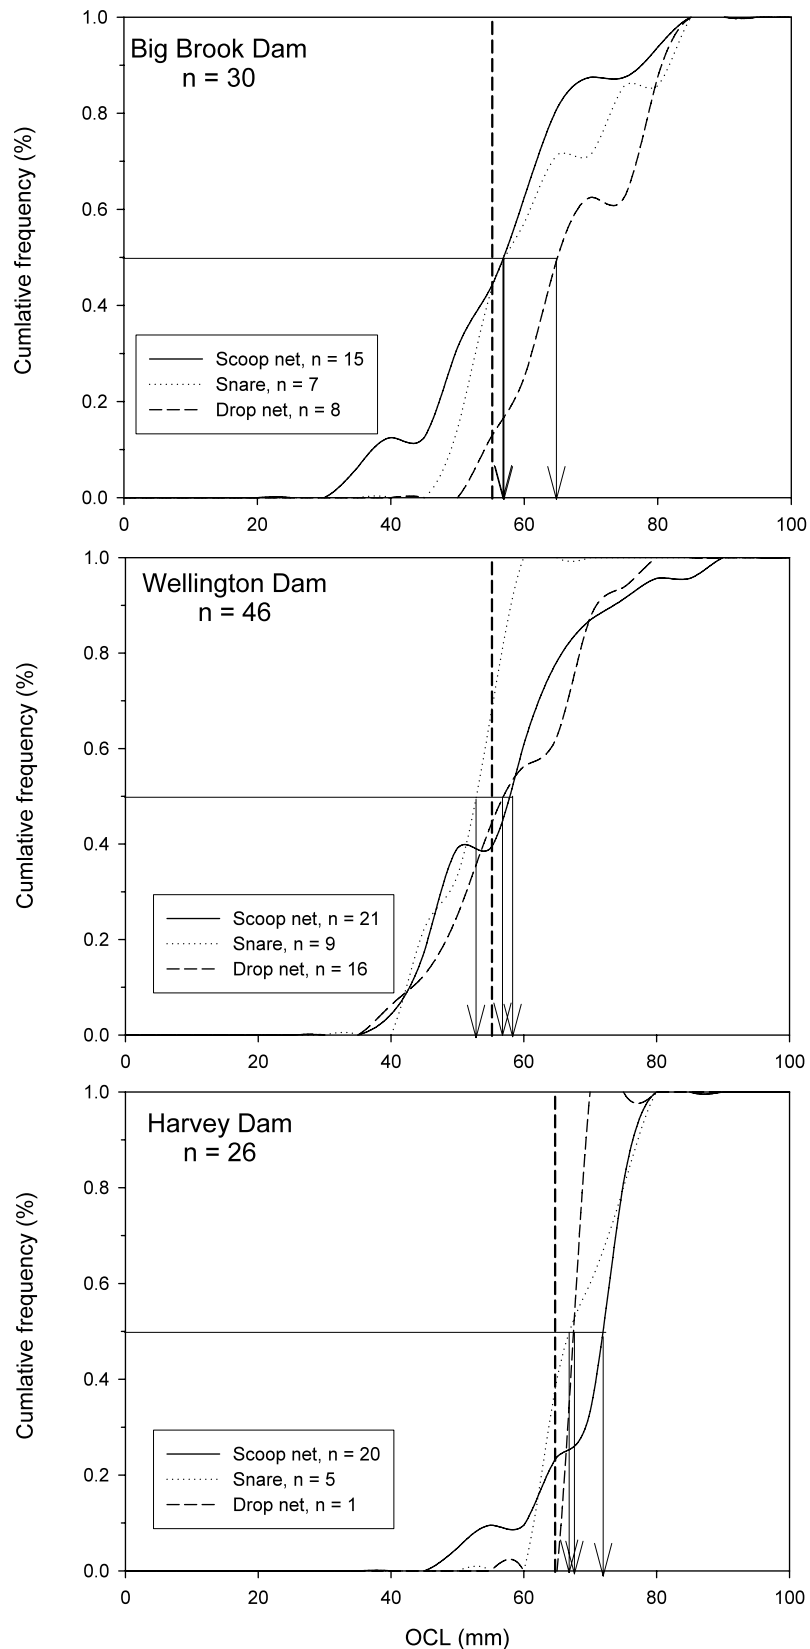 Big Brook Dam
n = 30
Cumlative frequency (%)
1.0
0.8
0.6
0.4
0.2
0.0
Scoop net, n = 15
Snare, n = 7
Drop net, n = 8
0 20 40 60 80 100
Wellington Dam
n = 46
Cumlative frequency (%)
1.0
0.8
0.6
0.4
0.2
0.0
Scoop net, n = 21
Snare, n = 9
Drop net, n = 16
0 20 40 60 80 100
Harvey Dam
n = 26
Cumlative frequency (%)
1.0
0.8
0.6
0.4
0.2
0.0
Scoop net, n = 20
Snare, n = 5
Drop net, n = 1
0 20 40 60 80 100
OCL (mm)